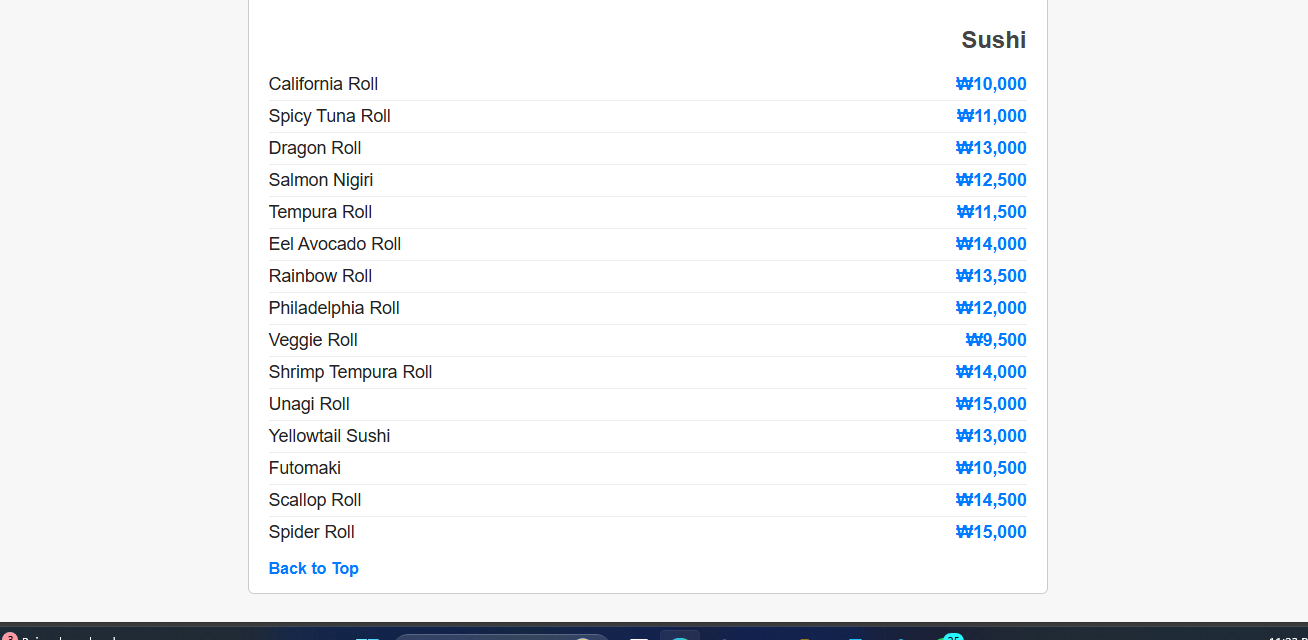 Sushi
California Roll ₩10,000
Spicy Tuna Roll ₩11,000
Dragon Roll ₩13,000
Salmon Nigiri ₩12,500
Tempura Roll ₩11,500
Eel Avocado Roll ₩14,000
Rainbow Roll ₩13,500
Philadelphia Roll ₩12,000
Veggie Roll ₩9,500
Shrimp Tempura Roll ₩14,000
Unagi Roll ₩15,000
Yellowtail Sushi ₩13,000
Futomaki ₩10,500
Scallop Roll ₩14,500
Spider Roll ₩15,000
Back to Top